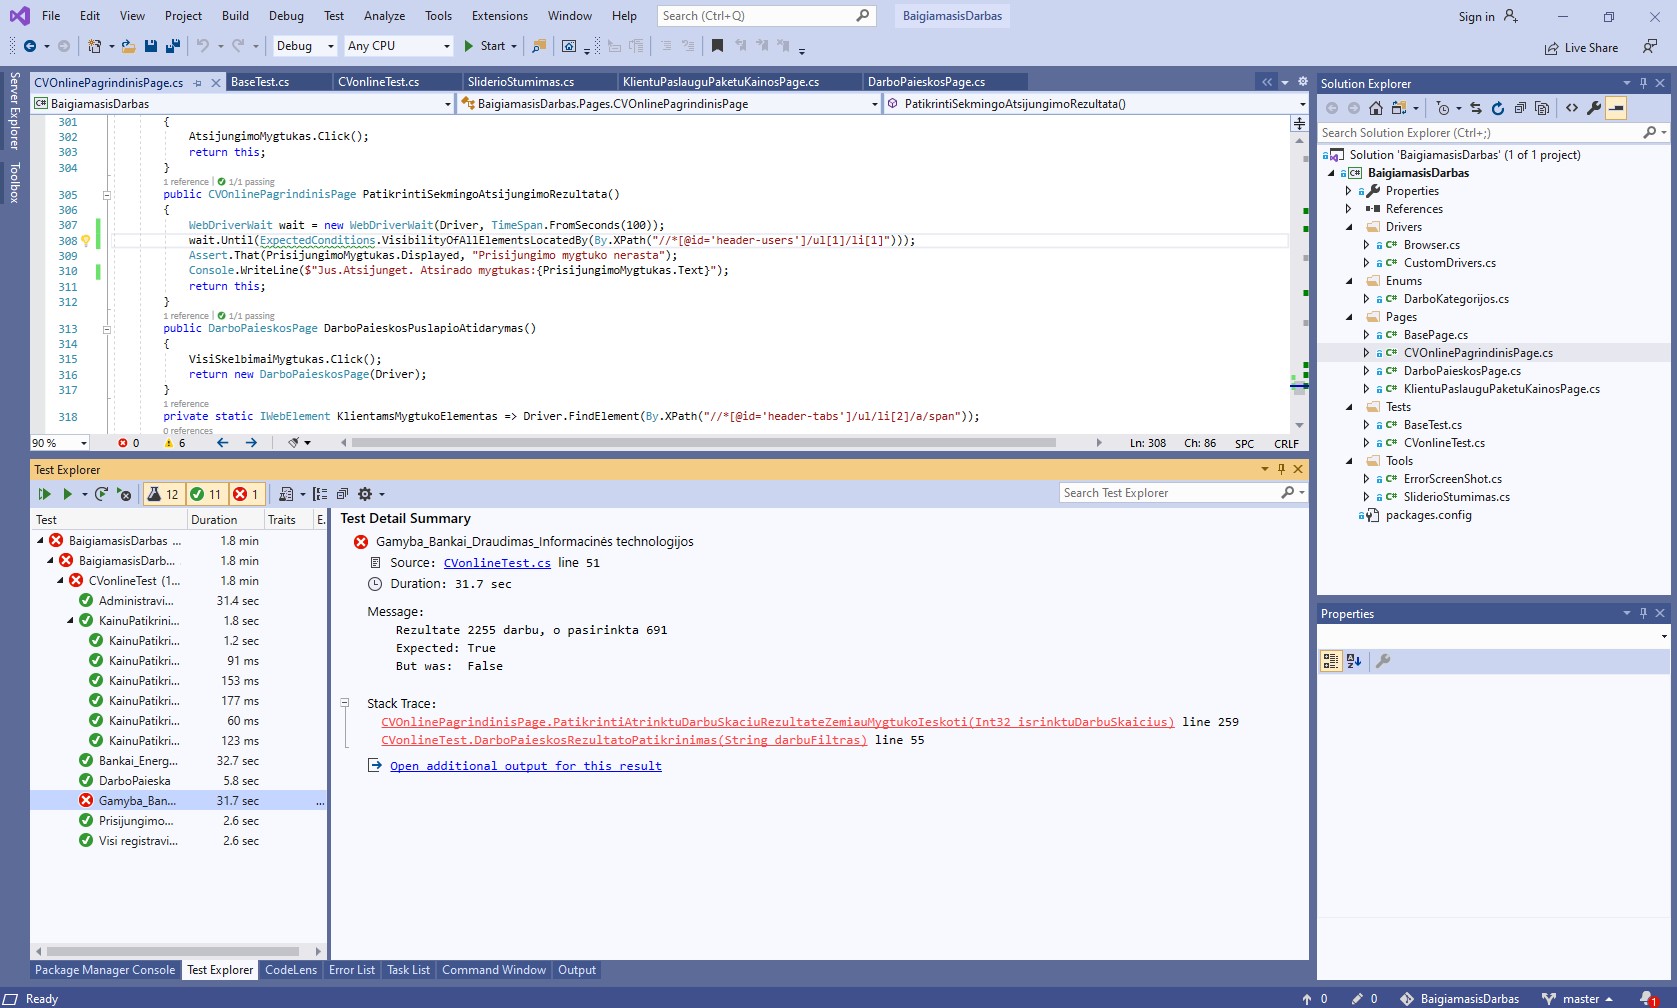 File Edit View Project Build Debug Test Analyze Tools Extensions Window Help Search (Ctrl+Q) BaigiamasisDarbas Sign in
Debug Any CPU Start Live Share
Server Explorer
Toolbox
CVOnlinePagrindinisPage.cs BaseTest.cs CVonlineTest.cs SliderioStumimas.cs KlientuPaslauguPaketuKainosPage.cs DarboPaieskosPage.cs
BaigiamasisDarbas BaigiamasisDarbas.Pages.CVOnlinePagrindinisPage PatikrintiSekmingoAtsijungimoRezultata()
301 {
302 AtsijungimoMygtukas.Click();
303 return this;
304 }
1 reference | 1/1 passing
305 public CVOnlinePagrindinisPage PatikrintiSekmingoAtsijungimoRezultata()
306 {
307 WebDriverWait wait = new WebDriverWait(Driver, TimeSpan.FromSeconds(100));
308 wait.Until(ExpectedConditions.VisibilityOfAllElementsLocatedBy(By.XPath("//*[@id='header-users']/ul[1]/li[1]")));
309 Assert.That(PrisijungimoMygtukas.Displayed, "Prisijungimo mygtuko nerasta");
310 Console.WriteLine($"Jus.Atsijunget. Atsirado mygtukas:{PrisijungimoMygtukas.Text}");
311 return this;
312 }
1 reference | 1/1 passing
313 public DarboPaieskosPage DarboPaieskosPuslapioAtidarymas()
314 {
315 VisiSkelbimaiMygtukas.Click();
316 return new DarboPaieskosPage(Driver);
317 }
1 reference
318 private static IWebElement KlientamsMygtukoElementas => Driver.FindElement(By.XPath("//*[@id='header-tabs']/ul/li[2]/a/span"));
0 references
90 % 0 6 Ln: 308 Ch: 86 SPC CRLF
Test Explorer
12 11 1 Search Test Explorer
Test Duration Traits E.
BaigiamasisDarbas ... 1.8 min
BaigiamasisDarb... 1.8 min
CVonlineTest (1... 1.8 min
Administravi... 31.4 sec
KainuPatikrini... 1.8 sec
KainuPatikri... 1.2 sec
KainuPatikri... 91 ms
KainuPatikri... 153 ms
KainuPatikri... 177 ms
KainuPatikri... 60 ms
KainuPatikri... 123 ms
Bankai_Energ... 32.7 sec
DarboPaieska 5.8 sec
Gamyba_Ban... 31.7 sec ...
Prisijungimo... 2.6 sec
Visi registravi... 2.6 sec
Test Detail Summary
Gamyba_Bankai_Draudimas_Informacinės technologijos
Source: CVonlineTest.cs line 51
Duration: 31.7 sec
Message:
Rezultate 2255 darbu, o pasirinkta 691
Expected: True
But was: False
Stack Trace:
CVOnlinePagrindinisPage.PatikrintiAtrinktuDarbuSkaciuRezultateZemiauMygtukoIeskoti(Int32 isrinktuDarbuSkaicius) line 259
CVonlineTest.DarboPaieskosRezultatoPatikrinimas(String darbuFiltras) line 55
Open additional output for this result
Package Manager Console Test Explorer CodeLens Error List Task List Command Window Output
Solution Explorer
Search Solution Explorer (Ctrl+;)
Solution 'BaigiamasisDarbas' (1 of 1 project)
BaigiamasisDarbas
Properties
References
Drivers
Browser.cs
CustomDrivers.cs
Enums
DarboKategorijos.cs
Pages
BasePage.cs
CVOnlinePagrindinisPage.cs
DarboPaieskosPage.cs
KlientuPaslauguPaketuKainosPage.cs
Tests
BaseTest.cs
CVonlineTest.cs
Tools
ErrorScreenShot.cs
SliderioStumimas.cs
packages.config
Properties
Ready 0 0 BaigiamasisDarbas master 1